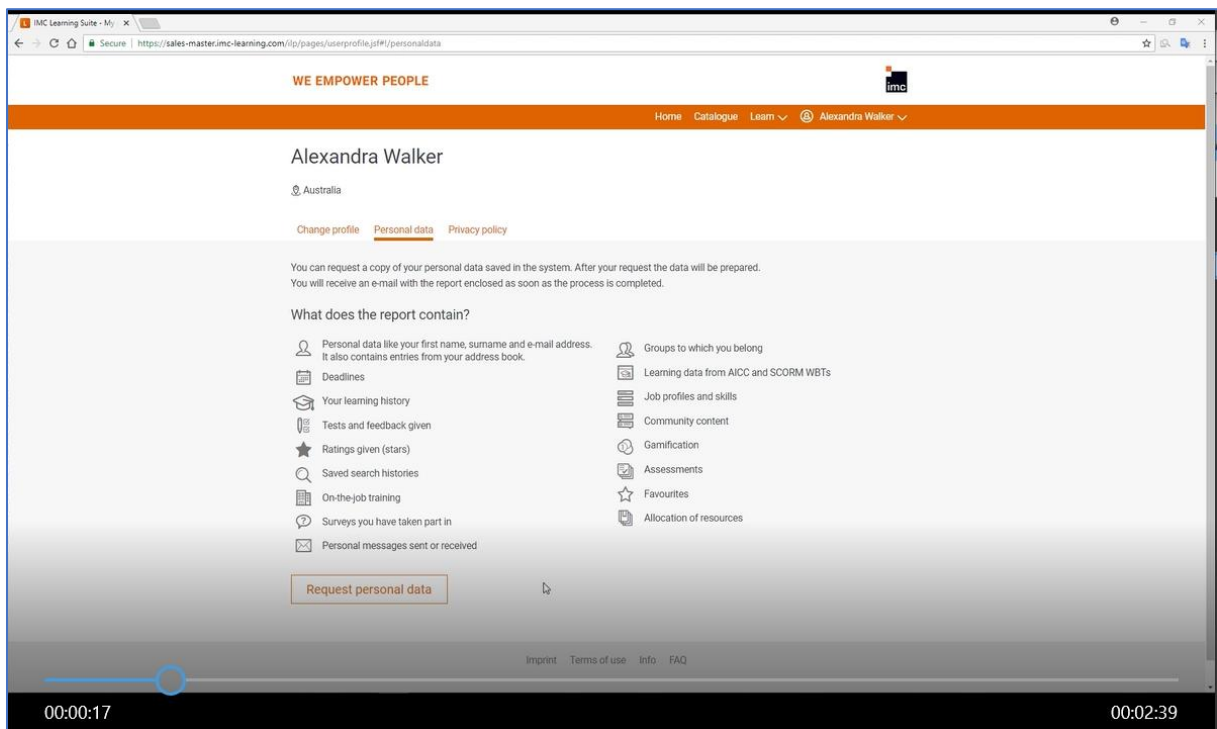 IMC Learning Suite - My
Secure | https://sales-master.imc-learning.com/ilp/pages/userprofile.jsf#!/personaldata
WE EMPOWER PEOPLE
imc
Home Catalogue Learn Alexandra Walker
Alexandra Walker
Australia
Change profile Personal data Privacy policy
You can request a copy of your personal data saved in the system. After your request the data will be prepared.
You will receive an e-mail with the report enclosed as soon as the process is completed.
What does the report contain?
Personal data like your first name, surname and e-mail address.
It also contains entries from your address book.
Deadlines
Your learning history
Tests and feedback given
Ratings given (stars)
Saved search histories
On-the-job training
Surveys you have taken part in
Personal messages sent or received
Groups to which you belong
Learning data from AICC and SCORM WBTs
Job profiles and skills
Community content
Gamification
Assessments
Favourites
Allocation of resources
Request personal data
Imprint Terms of use Info FAQ
00:00:17 00:02:39